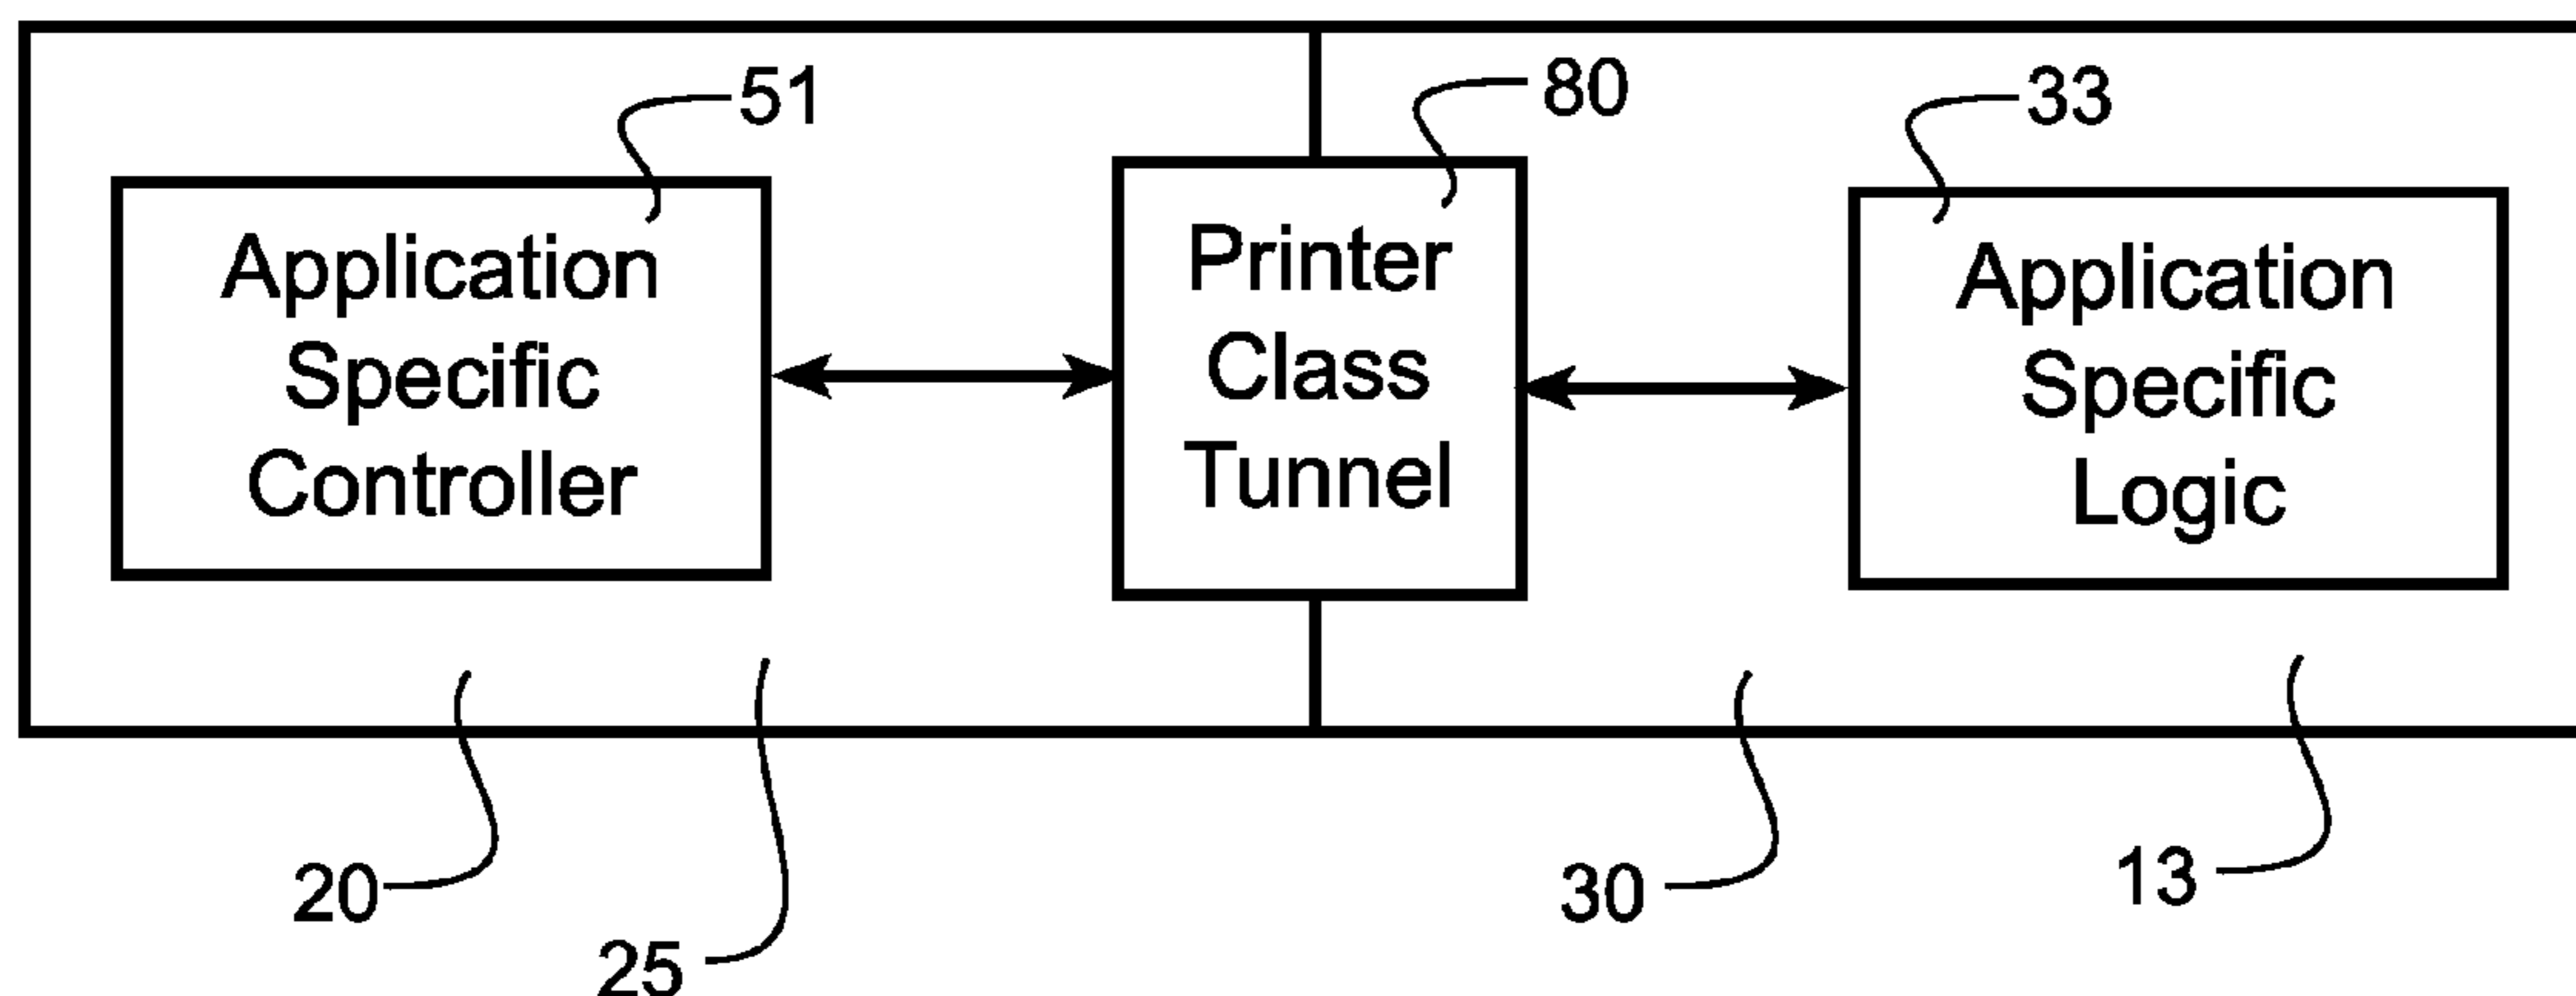 51
80
33
Application
Specific
Controller
Printer
Class
Tunnel
Application
Specific
Logic
20
25
30
13